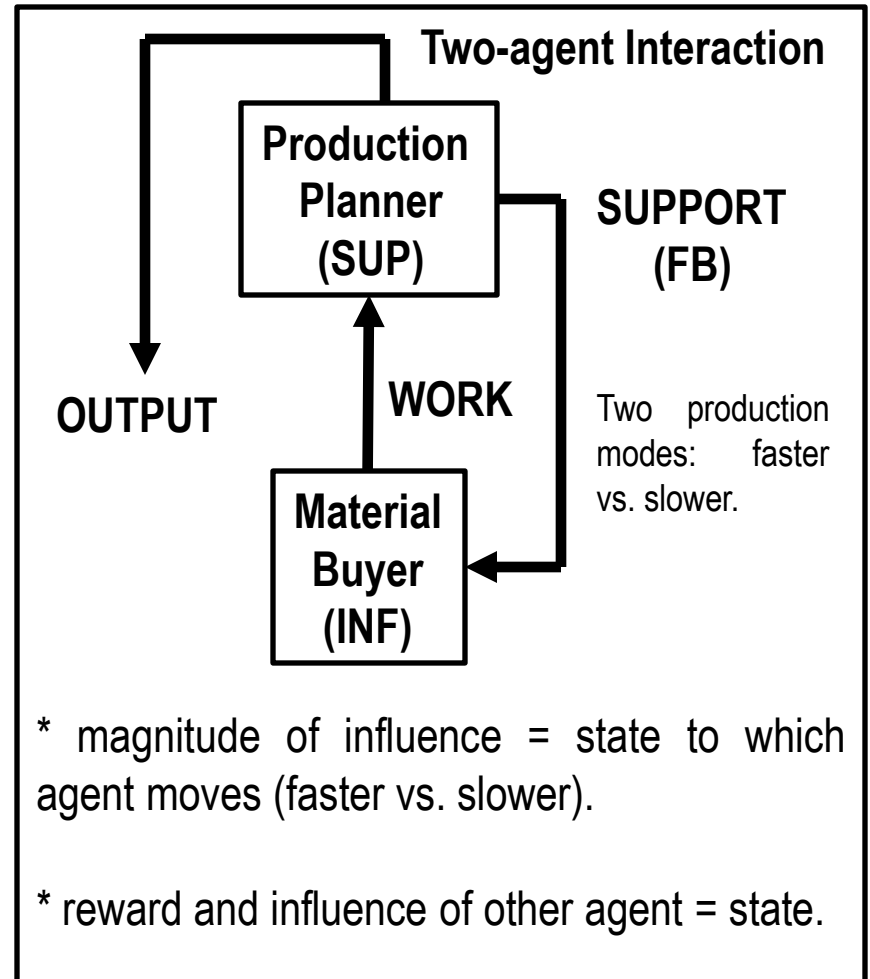 Two-agent Interaction
Production
Planner
(SUP)
SUPPORT
(FB)
OUTPUT
WORK
Two production
modes: faster
vs. slower.
Material
Buyer
(INF)
* magnitude of influence = state to which
agent moves (faster vs. slower).
* reward and influence of other agent = state.